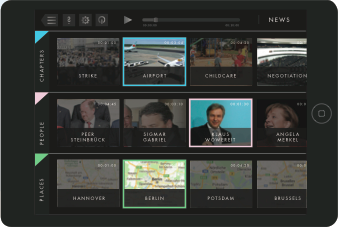 NEWS
CHAPTERS
STRIKE
AIRPORT
CHILDCARE
NEGOTIATION
PEOPLE
PEER
STEINBRÜCK
SIGMAR
GABRIEL
KLAUS
WOWEREIT
ANGELA
MERKEL
PLACES
HANNOVER
BERLIN
POTSDAM
BRUSSELS